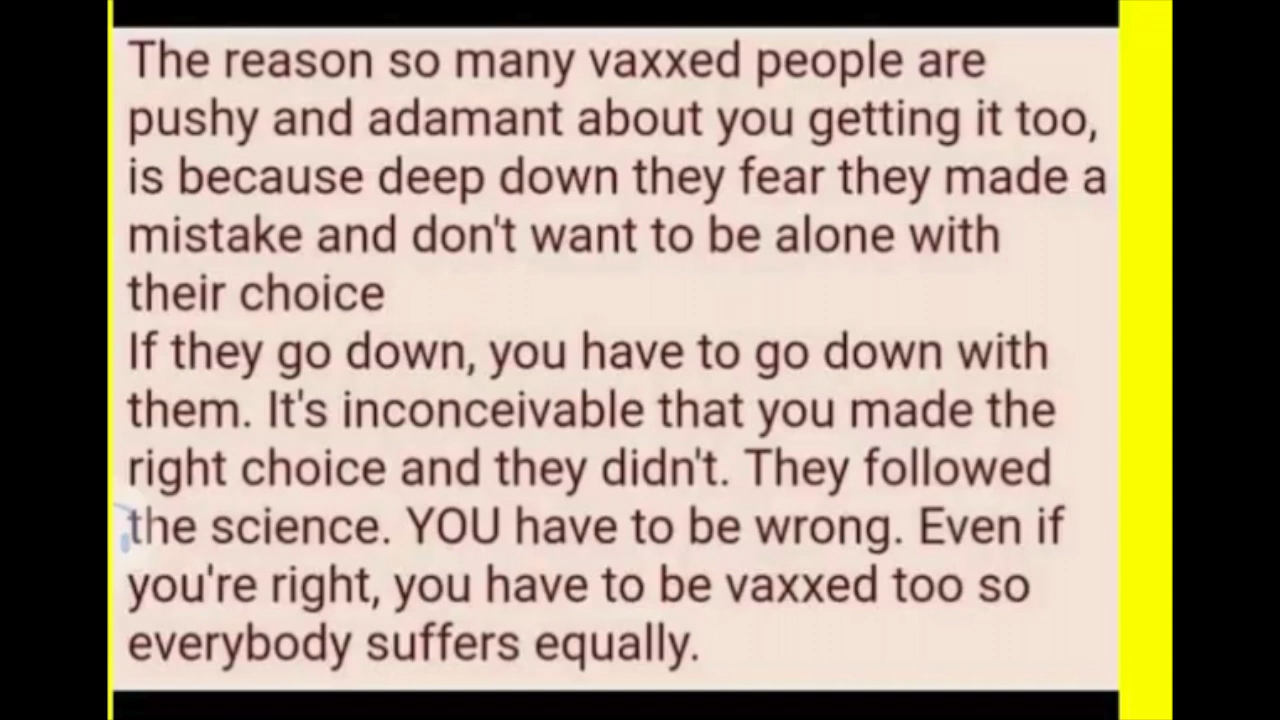 The reason so many vaxxed people are
pushy and adamant about you getting it too,
is because deep down they fear they made a
mistake and don't want to be alone with
their choice
If they go down, you have to go down with
them. It's inconceivable that you made the
right choice and they didn't. They followed
the science. YOU have to be wrong. Even if
you're right, you have to be vaxxed too so
everybody suffers equally.